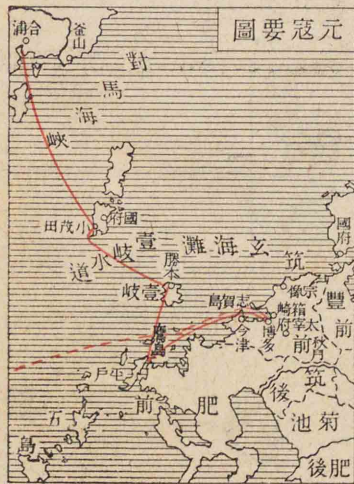 元寇要圖
合浦
釜山
對馬海峽
國府
小茂田
壹岐水道
玄海灘
勝本
壹岐
志賀島
鷹島
平戶
五島
今津
博多
箱崎
宗像
太宰府
秋月
筑前
國府
豐前
筑後
菊池
肥前
肥後